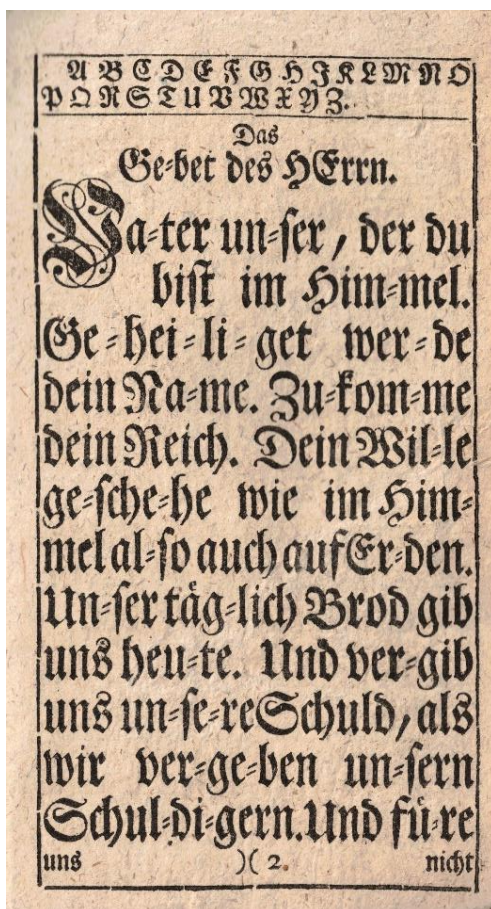 A B C D E F G H J K L M N O
P Q R S T U V W X Y Z.
Das
Ge-bet des HErrn.
Va-ter un-ser, der du
bist im Him-mel.
Ge-hei-li-get wer-de
dein Na-me. Zu-kom-me
dein Reich. Dein Wil-le
ge-sche-he wie im Him-
mel al-so auch auf Er-den.
Un-ser täg-lich Brod gib
uns heu-te. Und ver-gib
uns un-se-re Schuld, als
wir ver-ge-ben un-sern
Schul-di-gern. Und fü-re
uns )( 2. nicht